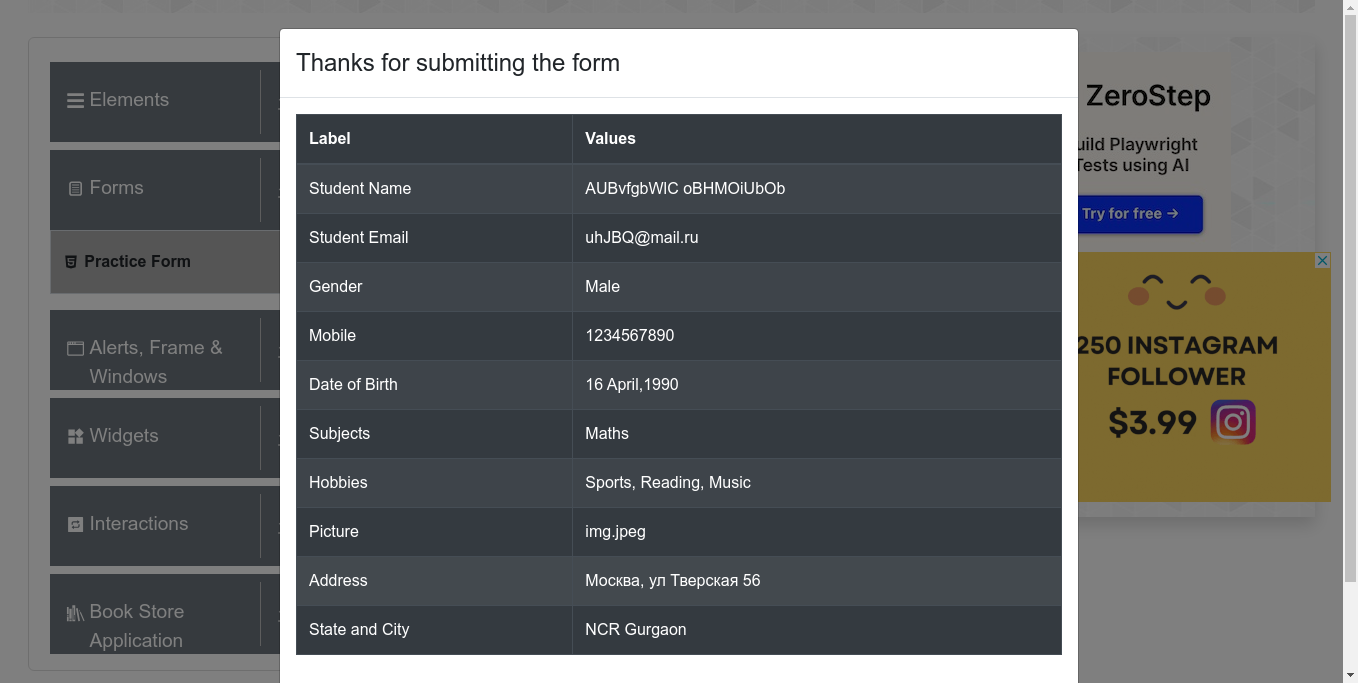 Thanks for submitting the form
Elements
Forms
Practice Form
Alerts, Frame &
Windows
Widgets
Interactions
Book Store
Application
Label Values
Student Name AUBvfgbWlC oBHMOiUbOb
Student Email uhJBQ@mail.ru
Gender Male
Mobile 1234567890
Date of Birth 16 April,1990
Subjects Maths
Hobbies Sports, Reading, Music
Picture img.jpeg
Address Москва, ул Тверская 56
State and City NCR Gurgaon
ZeroStep
uild Playwright
Tests using AI
Try for free →
250 INSTAGRAM
FOLLOWER
$3.99